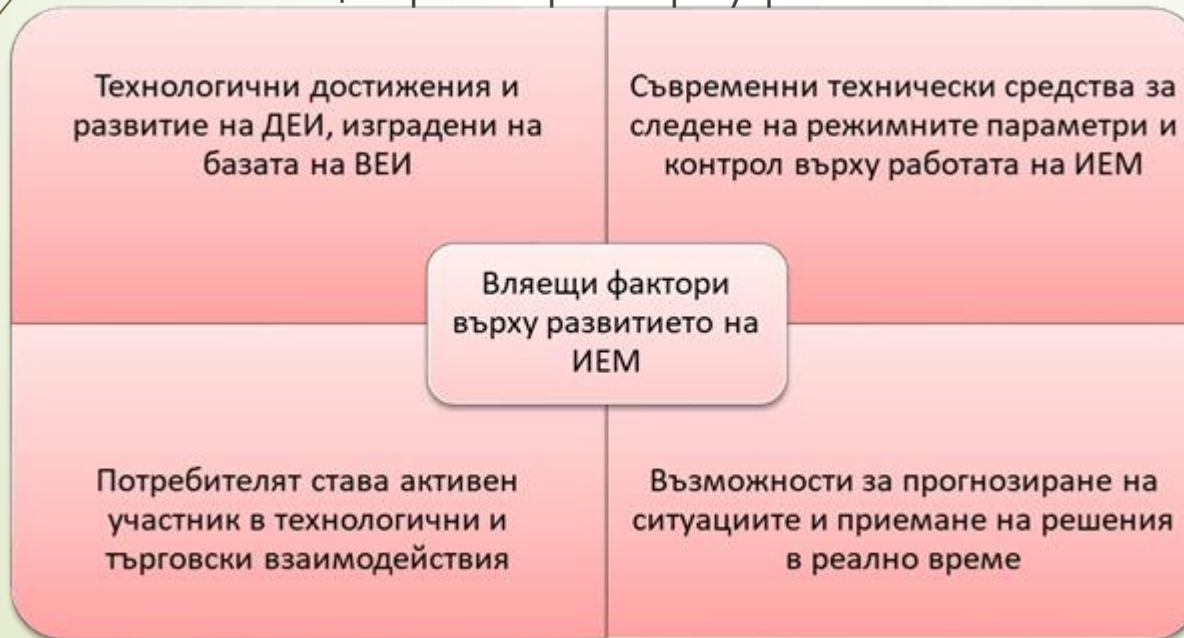 Технологични достижения и
развитие на ДЕИ, изградени на
базата на ВЕИ
Съвременни технически средства за
следене на режимните параметри и
контрол върху работата на ИЕМ
Вляещи фактори
върху развитието на
ИЕМ
Потребителят става активен
участник в технологични и
търговски взаимодействия
Възможности за прогнозиране на
ситуациите и приемане на решения
в реално време